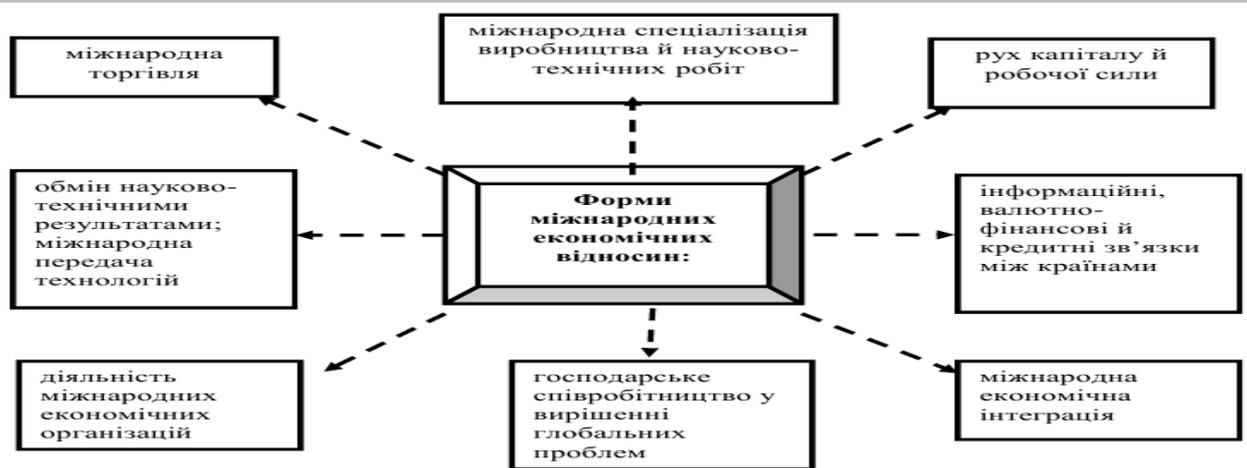 міжнародна
торгівля
міжнародна спеціалізація
виробництва й науково-
технічних робіт
рух капіталу й
робочої сили
обмін науково-
технічними
результатами;
міжнародна
передача
технологій
Форми
міжнародних
економічних
відносин:
інформаційні,
валютно-
фінансові й
кредитні зв’язки
між країнами
діяльність
міжнародних
економічних
організацій
господарське
співробітництво у
вирішенні
глобальних
проблем
міжнародна
економічна
інтеграція